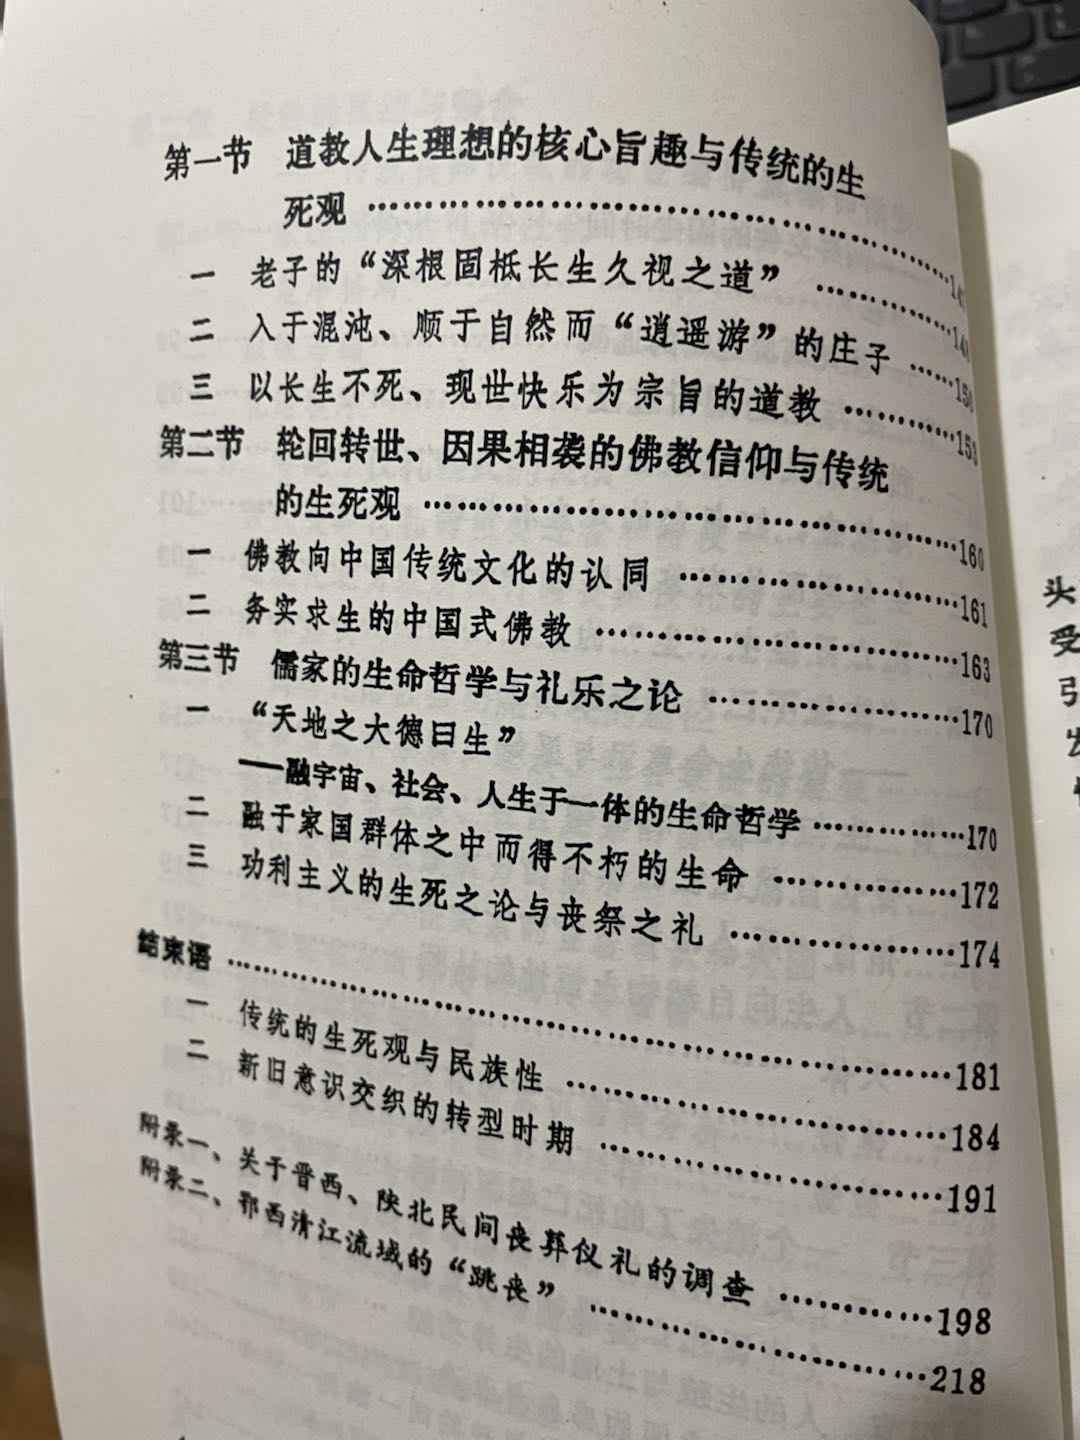 第一节 道教人生理想的核心旨趣与传统的生
死观 ……………………………………14
一 老子的“深根固柢长生久视之道” …………14
二 入于混沌、顺于自然而“逍遥游”的庄子 ……150
三 以长生不死、现世快乐为宗旨的道教 …………153
第二节 轮回转世、因果相袭的佛教信仰与传统
的生死观 ……………………………………160
一 佛教向中国传统文化的认同 ……………………161
二 务实求生的中国式佛教 …………………………163
第三节 儒家的生命哲学与礼乐之论 …………………170
一 “天地之大德曰生”
——融宇宙、社会、人生于一体的生命哲学 …………170
二 融于家国群体之中而得不朽的生命 ……………172
三 功利主义的生死之论与丧祭之礼 ………………174
结束语 …………………………………………………181
一 传统的生死观与民族性 …………………………184
二 新旧意识交织的转型时期 ………………………191
附录一、关于晋西、陕北民间丧葬仪礼的调查 …………198
附录二、鄂西清江流域的“跳丧” ……………………218
头
受
引